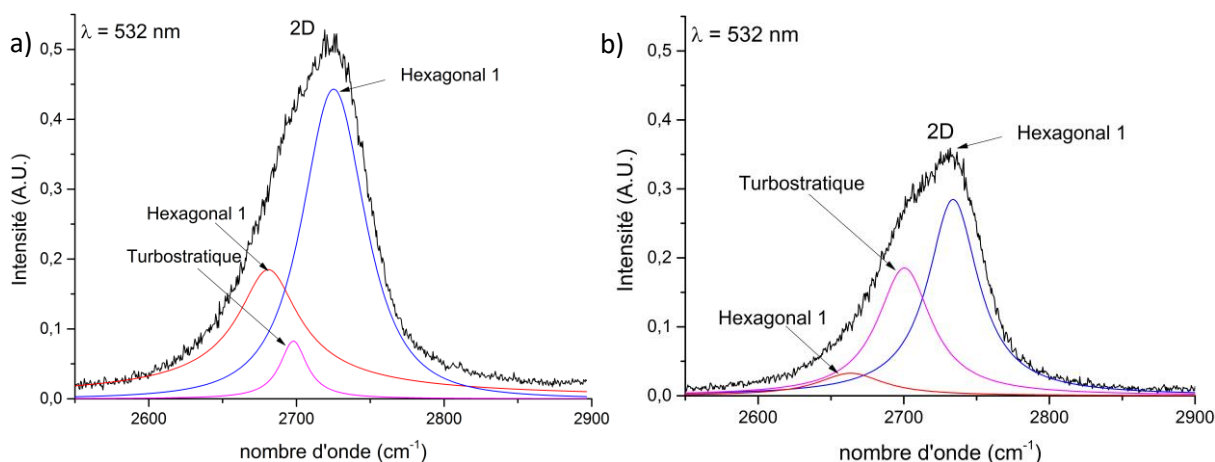 a)
λ = 532 nm
2D
Hexagonal 1
Hexagonal 1
Turbostratique
Intensité (A.U.)
0,5
0,4
0,3
0,2
0,1
0,0
2600 2700 2800 2900
nombre d'onde (cm⁻¹)
b)
λ = 532 nm
2D
Hexagonal 1
Turbostratique
Hexagonal 1
Intensité (A.U.)
0,5
0,4
0,3
0,2
0,1
0,0
2600 2700 2800 2900
nombre d'onde (cm⁻¹)